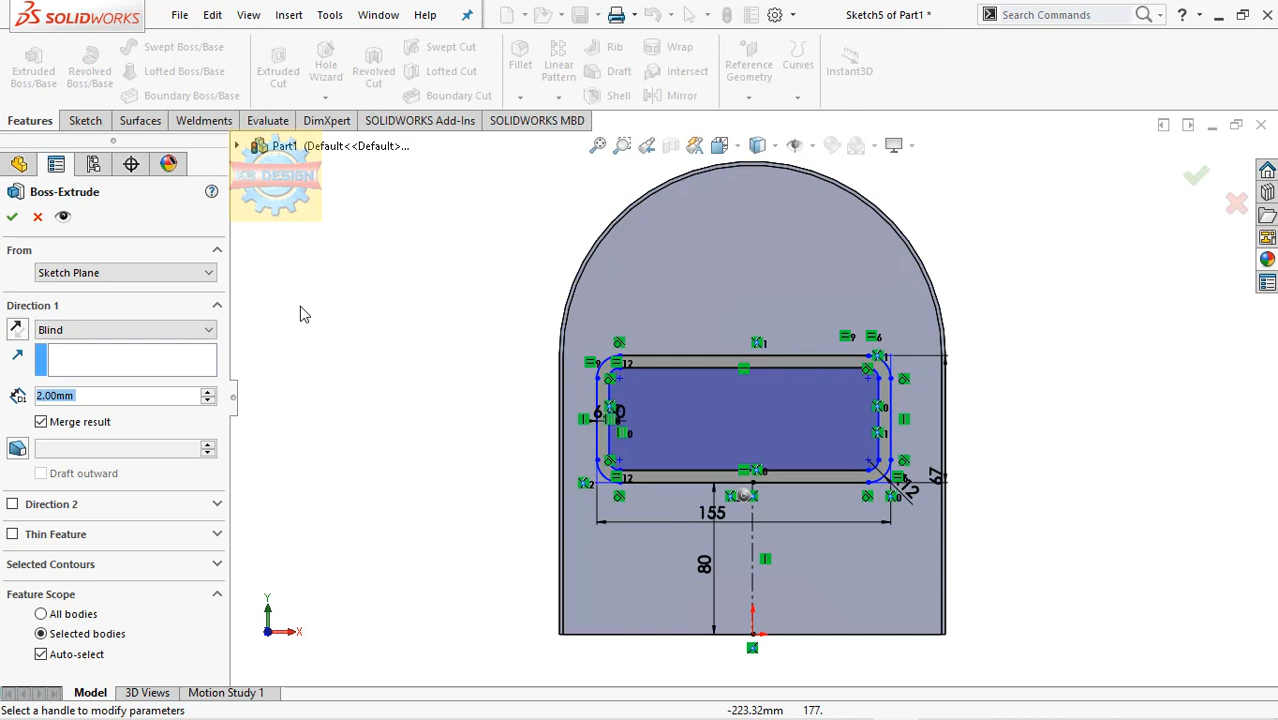 SOLIDWORKS
File Edit View Insert Tools Window Help
Sketch5 of Part1 *
Search Commands
?
Extruded Boss/Base
Revolved Boss/Base
Swept Boss/Base
Lofted Boss/Base
Boundary Boss/Base
Extruded Cut
Hole Wizard
Revolved Cut
Swept Cut
Lofted Cut
Boundary Cut
Fillet
Linear Pattern
Rib
Draft
Shell
Wrap
Intersect
Mirror
Reference Geometry
Curves
Instant3D
Features Sketch Surfaces Weldments Evaluate DimXpert SOLIDWORKS Add-Ins SOLIDWORKS MBD
Part1 (Default<<Default>...
Boss-Extrude
From
Sketch Plane
Direction 1
Blind
D1
2.00mm
Merge result
Draft outward
Direction 2
Thin Feature
Selected Contours
Feature Scope
All bodies
Selected bodies
Auto-select
155
80
67
12
Y
X
Model 3D Views Motion Study 1
Select a handle to modify parameters
-223.32mm 177.